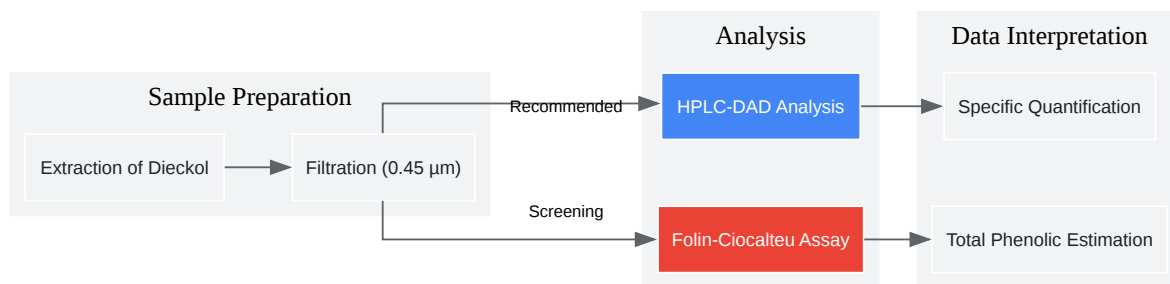 Sample Preparation
Extraction of Dieckol
Filtration (0.45 µm)
Recommended
Screening
Analysis
HPLC-DAD Analysis
Folin-Ciocalteu Assay
Data Interpretation
Specific Quantification
Total Phenolic Estimation